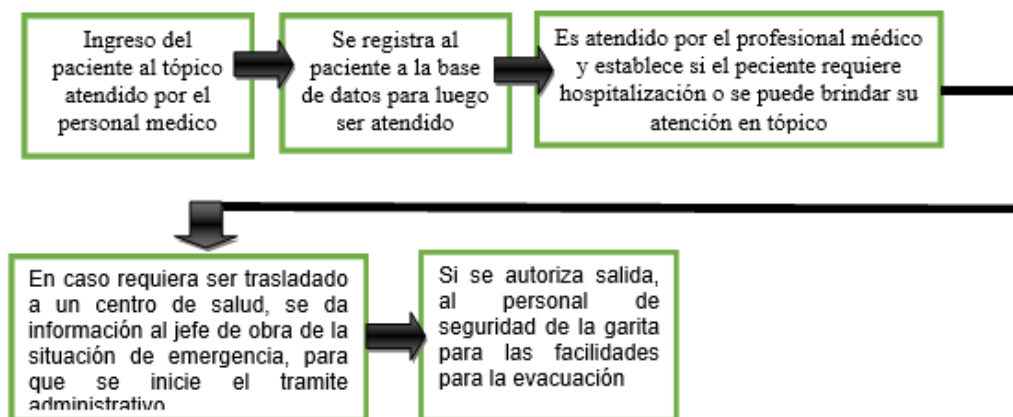 Ingreso del
paciente al tópico
atendido por el
personal medico
Se registra al
paciente a la base
de datos para luego
ser atendido
Es atendido por el profesional médico
y establece si el peciente requiere
hospitalización o se puede brindar su
atención en tópico
En caso requiera ser trasladado
a un centro de salud, se da
información al jefe de obra de la
situación de emergencia, para
que se inicie el tramite
administrativo
Si se autoriza salida,
al personal de
seguridad de la garita
para las facilidades
para la evacuación